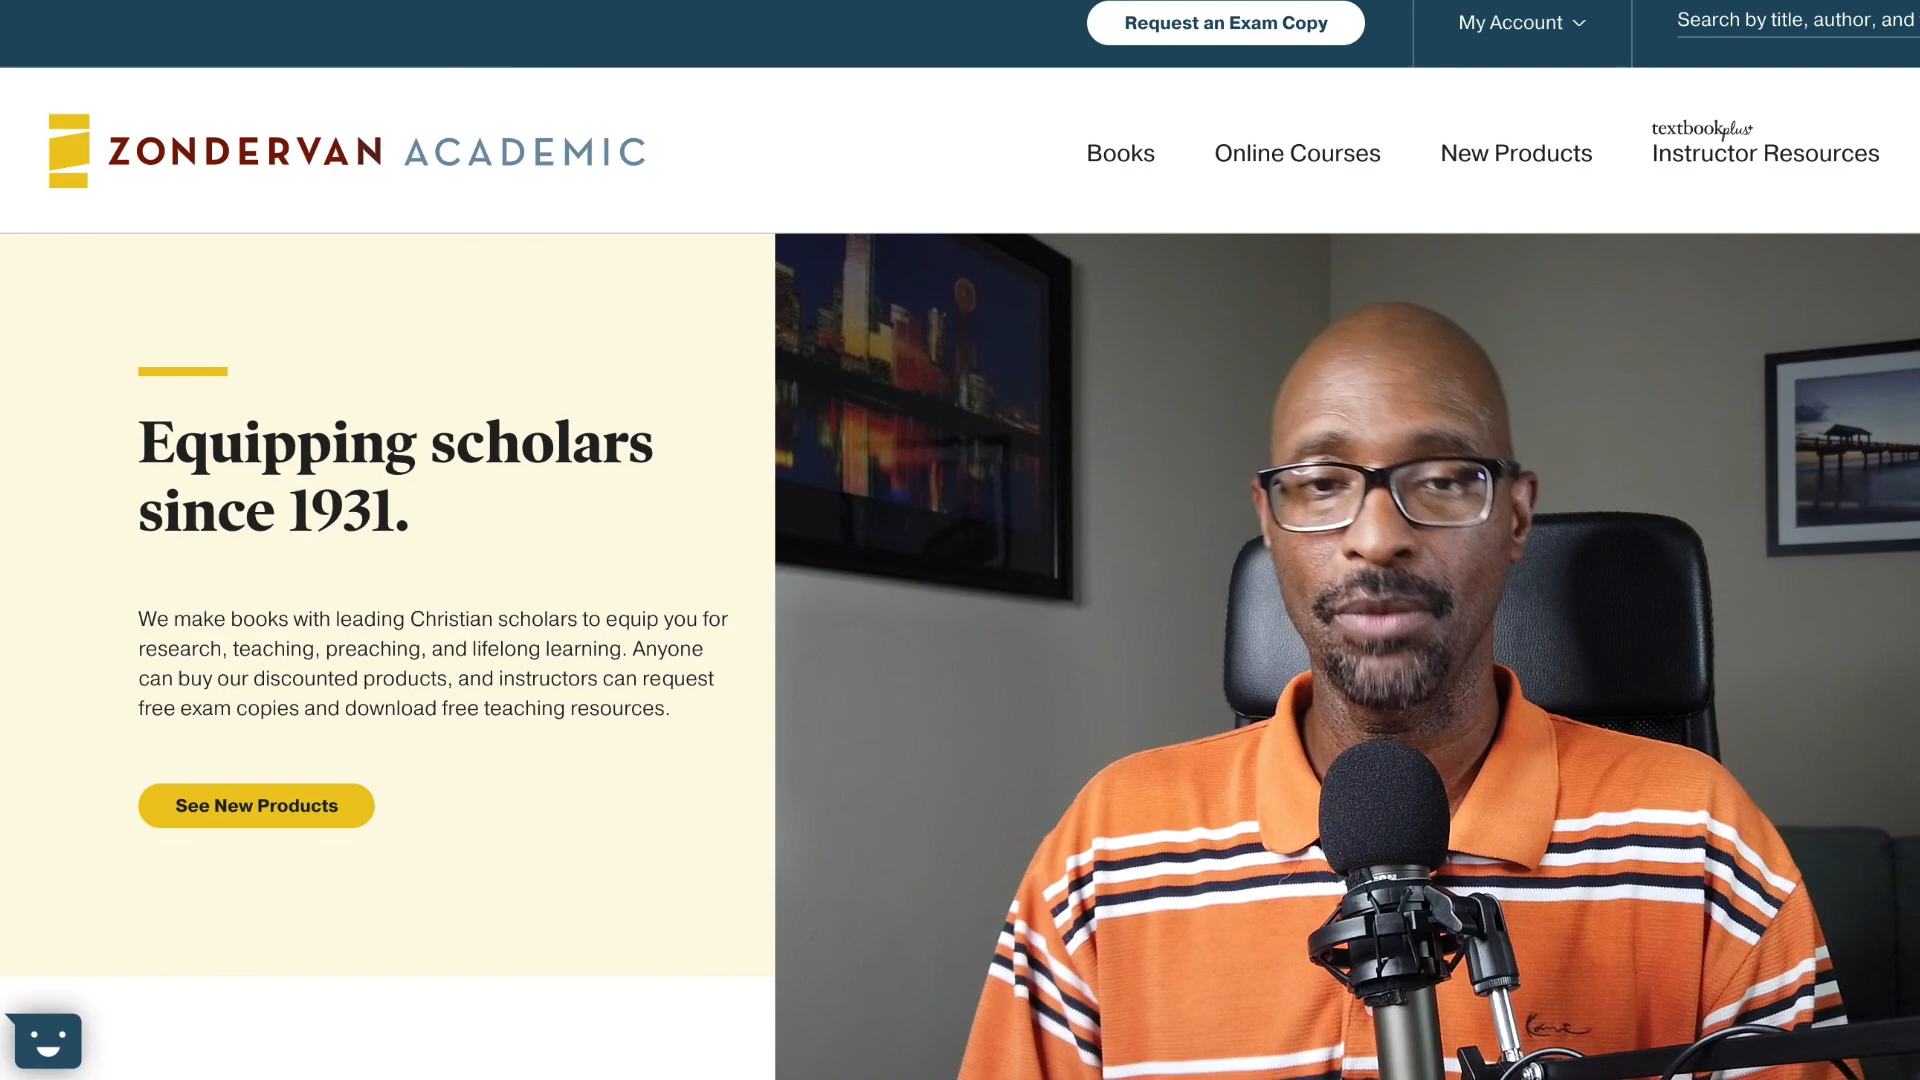 Request an Exam Copy
My Account
Search by title, author, and
ZONDERVAN ACADEMIC
Books
Online Courses
New Products
textbookplus+
Instructor Resources
Equipping scholars
since 1931.
We make books with leading Christian scholars to equip you for
research, teaching, preaching, and lifelong learning. Anyone
can buy our discounted products, and instructors can request
free exam copies and download free teaching resources.
See New Products